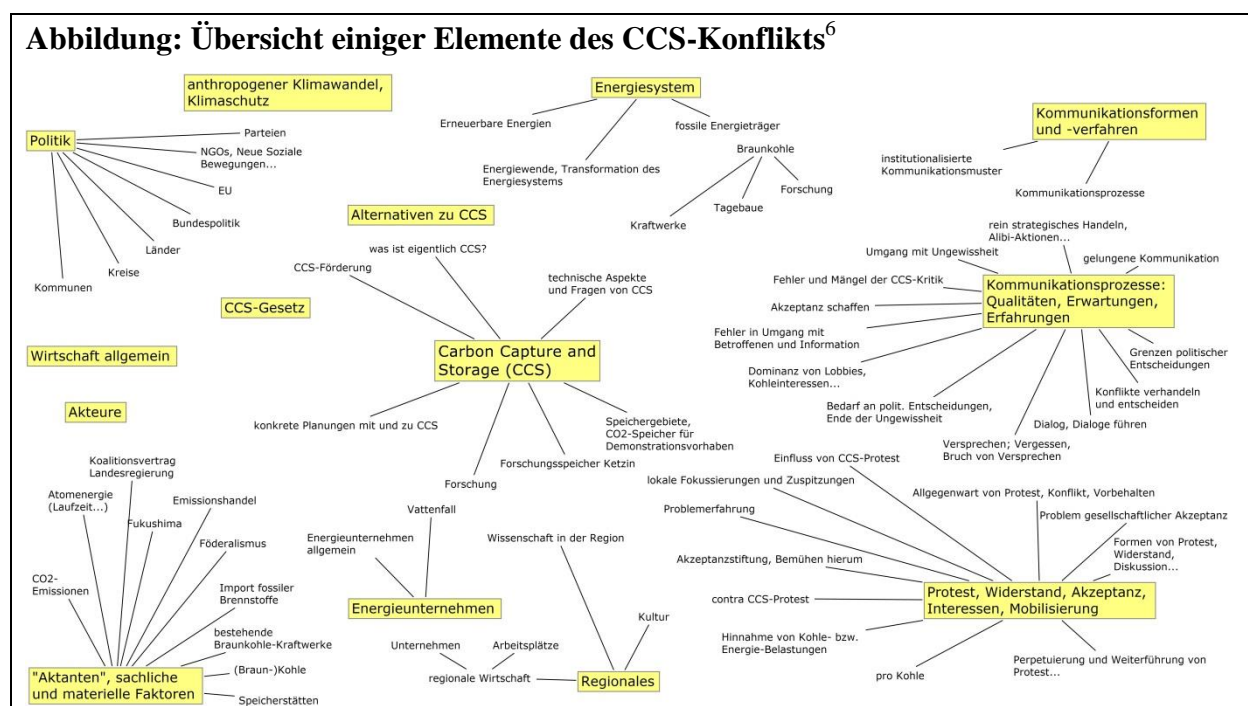 Abbildung: Übersicht einiger Elemente des CCS-Konflikts⁶
anthropogener Klimawandel,
Klimaschutz
Politik
Parteien
NGOs, Neue Soziale
Bewegungen...
EU
Bundespolitik
Länder
Kreise
Kommunen
Energiesystem
Erneuerbare Energien
fossile Energieträger
Energiewende, Transformation des
Energiesystems
Braunkohle
Forschung
Tagebaue
Kraftwerke
Kommunikationsformen
und -verfahren
institutionalisierte
Kommunikationsmuster
Kommunikationsprozesse
Alternativen zu CCS
was ist eigentlich CCS?
CCS-Förderung
technische Aspekte
und Fragen von CCS
CCS-Gesetz
Wirtschaft allgemein
Akteure
Carbon Capture and
Storage (CCS)
konkrete Planungen mit und zu CCS
Speichergebiete,
CO2-Speicher für
Demonstrationsvorhaben
Forschungsspeicher Ketzin
Forschung
rein strategisches Handeln,
Alibi-Aktionen...
Umgang mit Ungewissheit
gelungene Kommunikation
Fehler und Mängel der CCS-Kritik
Kommunikationsprozesse:
Qualitäten, Erwartungen,
Erfahrungen
Akzeptanz schaffen
Fehler in Umgang mit
Betroffenen und Information
Grenzen politischer
Entscheidungen
Dominanz von Lobbies,
Kohleinteressen...
Konflikte verhandeln
und entscheiden
Bedarf an polit. Entscheidungen,
Ende der Ungewissheit
Dialog, Dialoge führen
Versprechen; Vergessen,
Bruch von Versprechen
Koalitionsvertrag
Landesregierung
Atomenergie
(Laufzeit...)
Emissionshandel
Fukushima
Föderalismus
CO2-
Emissionen
Import fossiler
Brennstoffe
bestehende
Braunkohle-Kraftwerke
(Braun-)Kohle
Speicherstätten
"Aktanten", sachliche
und materielle Faktoren
Vattenfall
Energieunternehmen
allgemein
Energieunternehmen
Wissenschaft in der Region
Kultur
Unternehmen
Arbeitsplätze
regionale Wirtschaft
Regionales
Einfluss von CCS-Protest
lokale Fokussierungen und Zuspitzungen
Allgegenwart von Protest, Konflikt, Vorbehalten
Problemerfahrung
Problem gesellschaftlicher Akzeptanz
Formen von Protest,
Widerstand,
Diskussion...
Akzeptanzstiftung, Bemühen hierum
Protest, Widerstand, Akzeptanz,
Interessen, Mobilisierung
contra CCS-Protest
Hinnahme von Kohle- bzw.
Energie-Belastungen
pro Kohle
Perpetuierung und Weiterführung von
Protest...